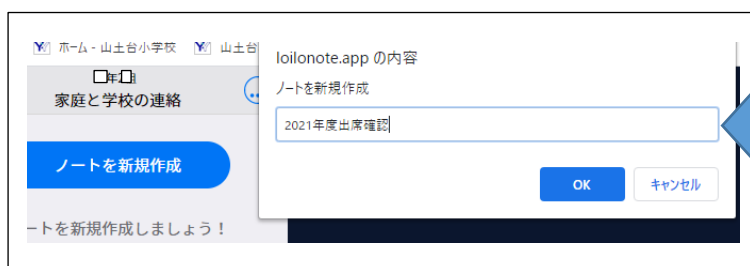 ホーム - 山土台小学校
山土台
loilonote.app の内容
年 組
ノートを新規作成
家庭と学校の連絡
2021年度出席確認
ノートを新規作成
OK
キャンセル
ートを新規作成しましょう！